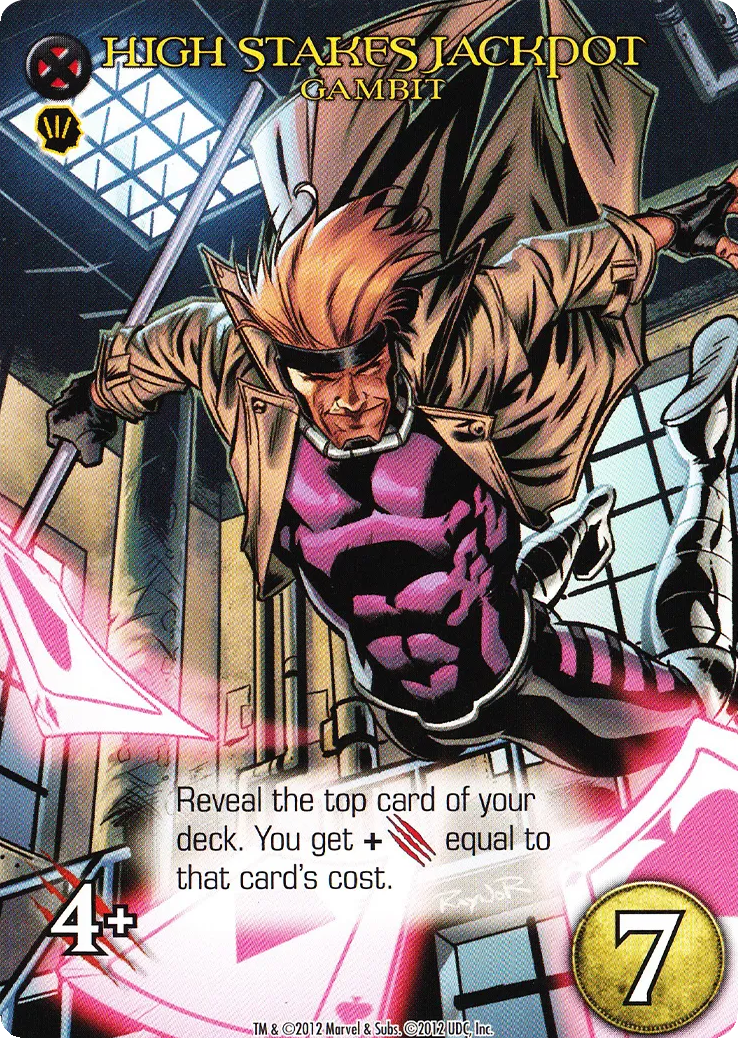 HIGH STAKES JACKPOT
GAMBIT
Reveal the top card of your
deck. You get + equal to
that card's cost.
RAYNOR
4+
7
TM & ©2012 Marvel & Subs. ©2012 UDC, Inc.